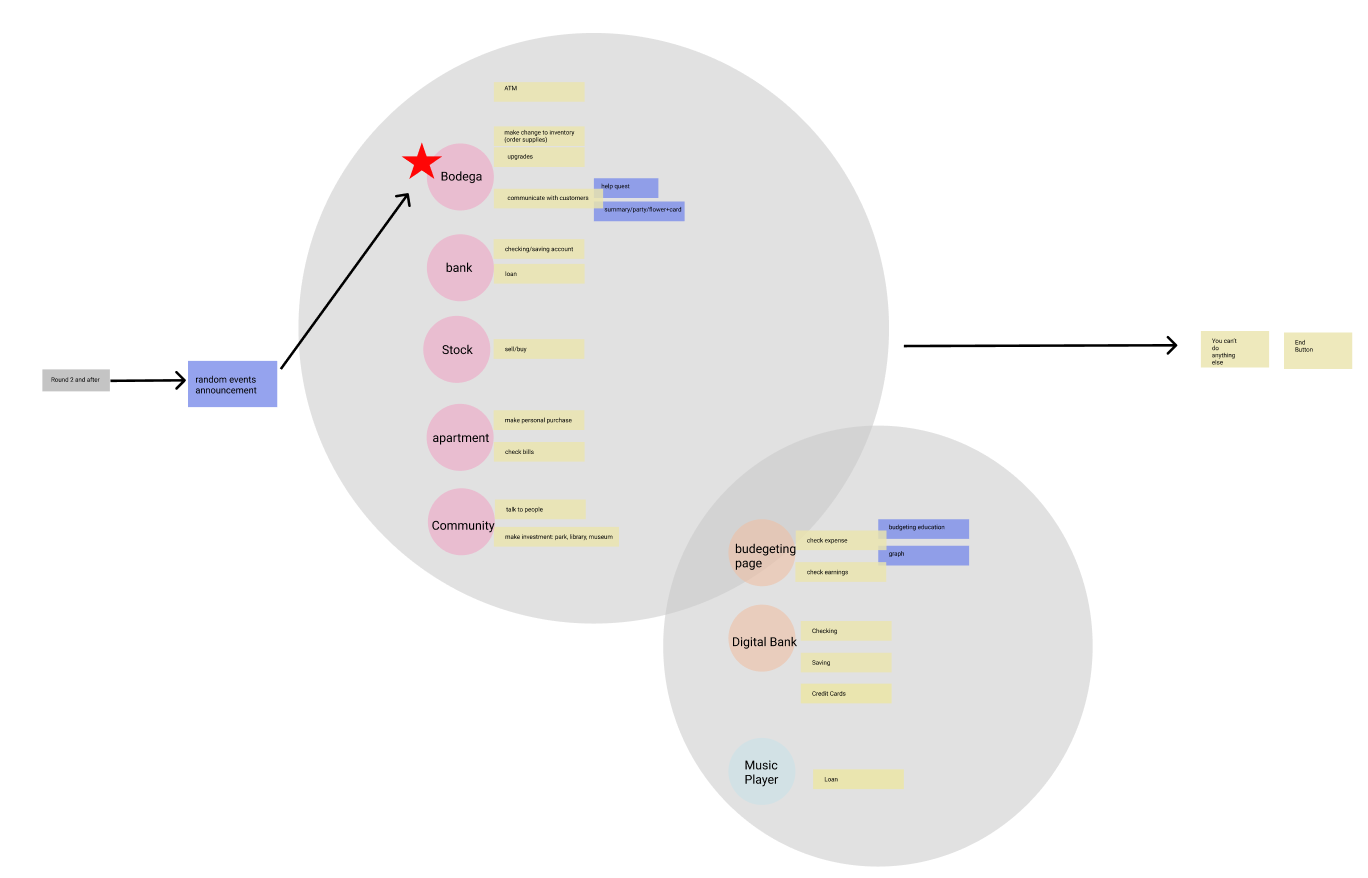 ATM
make change to inventory
(order supplies)
upgrades
Bodega
help quest
communicate with customers
summary/party/flower+card
checking/saving account
bank
loan
Stock
sell/buy
You can't
do
anything
else
End
Button
Round 2 and after
random events
announcement
make personal purchase
apartment
check bills
talk to people
Community
make investment: park, library, museum
budgeting education
check expense
budegeting
page
graph
check earnings
Checking
Digital Bank
Saving
Credit Cards
Music
Player
Loan